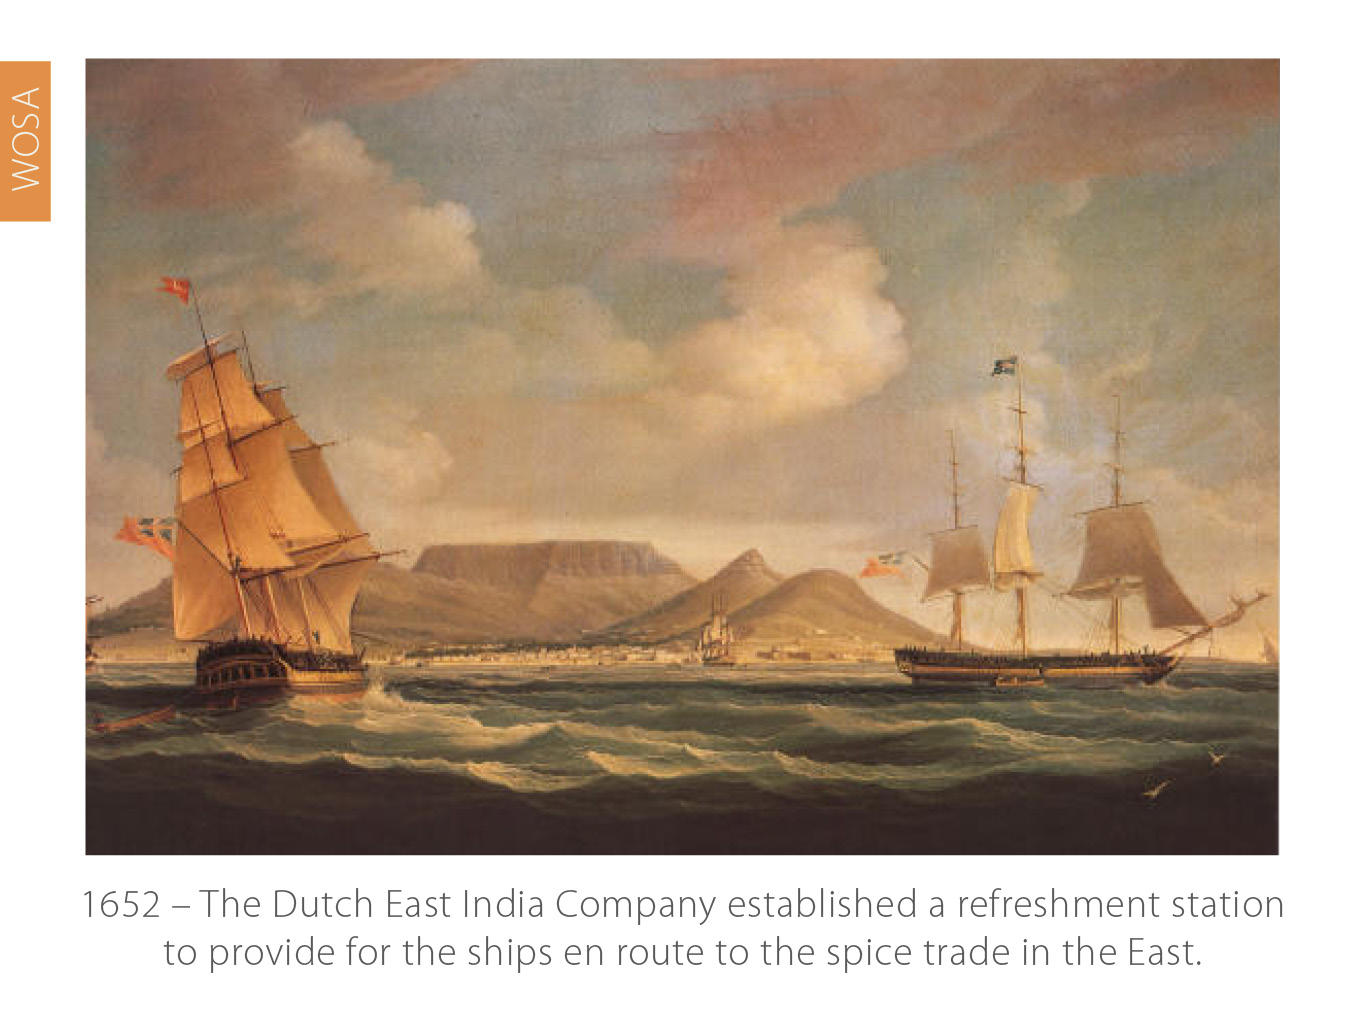 WOSA
1652 – The Dutch East India Company established a refreshment station
to provide for the ships en route to the spice trade in the East.